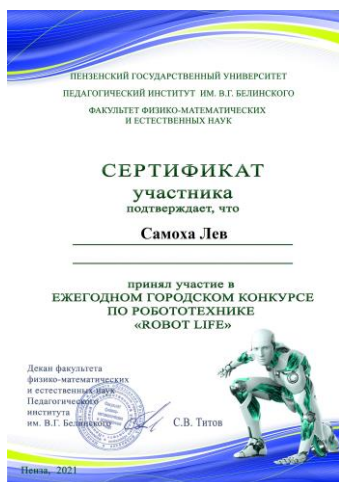 ПЕНЗЕНСКИЙ ГОСУДАРСТВЕННЫЙ УНИВЕРСИТЕТ
ПЕДАГОГИЧЕСКИЙ ИНСТИТУТ ИМ. В.Г. БЕЛИНСКОГО
ФАКУЛЬТЕТ ФИЗИКО-МАТЕМАТИЧЕСКИХ
И ЕСТЕСТВЕННЫХ НАУК
СЕРТИФИКАТ
участника
подтверждает, что
Самоха Лев
принял участие в
ЕЖЕГОДНОМ ГОРОДСКОМ КОНКУРСЕ
ПО РОБОТОТЕХНИКЕ
«ROBOT LIFE»
Декан факультета
физико-математических
и естественных наук
Педагогического
института
им. В.Г. Белинского
С.В. Титов
Пенза, 2021